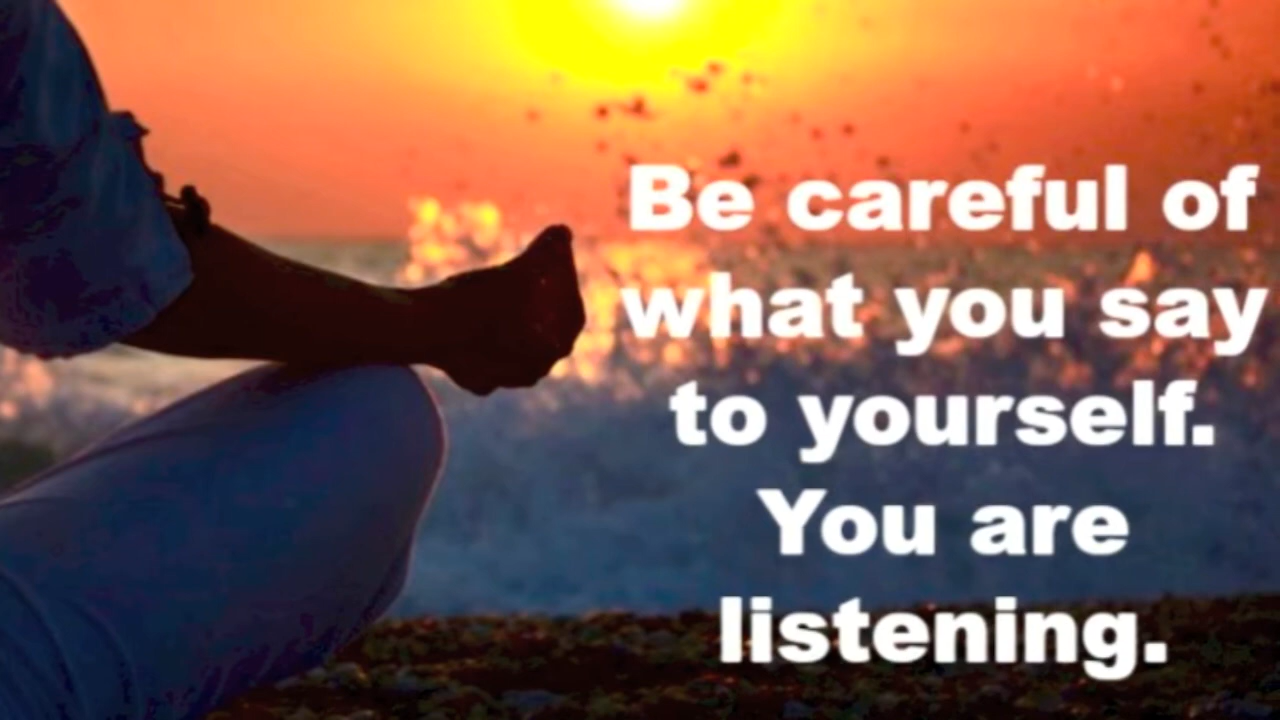 Be careful of
what you say
to yourself.
You are
listening.